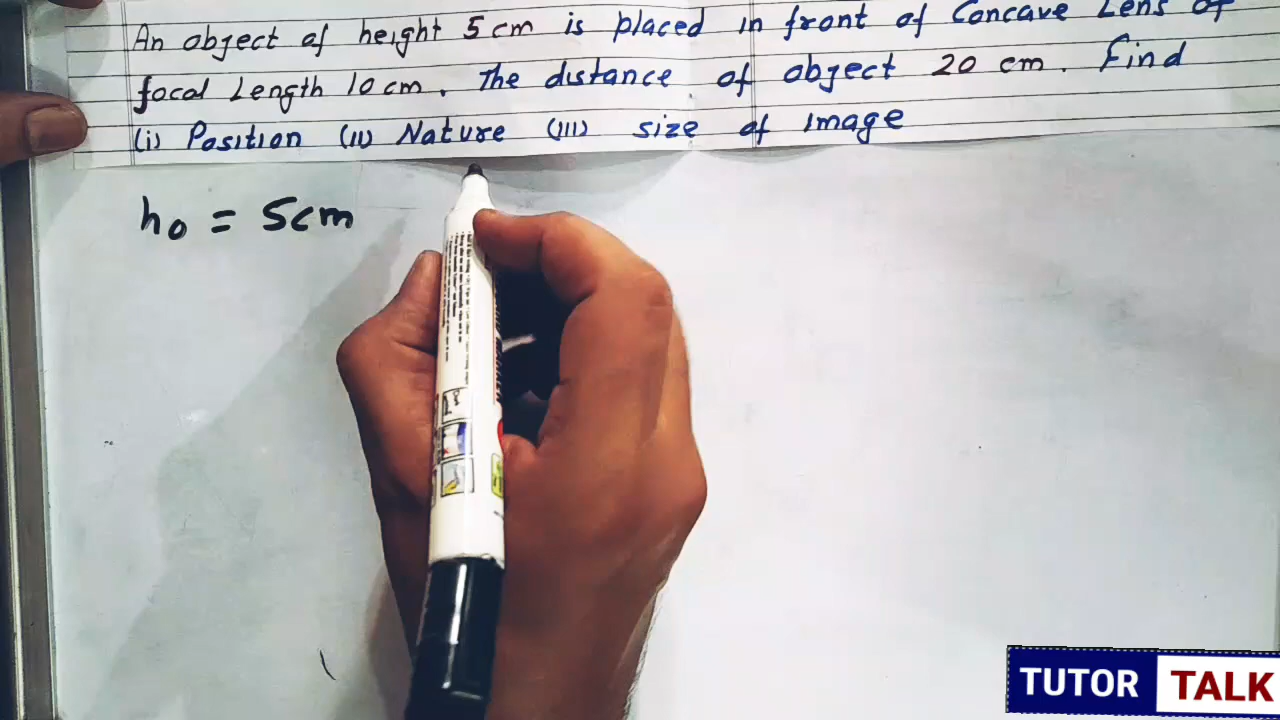 An object of height 5 cm is placed in front of Concave Lens of
focal Length 10 cm. The distance of object 20 cm. Find
(i) Position (ii) Nature (iii) size of image
ho = 5cm
TUTOR TALK